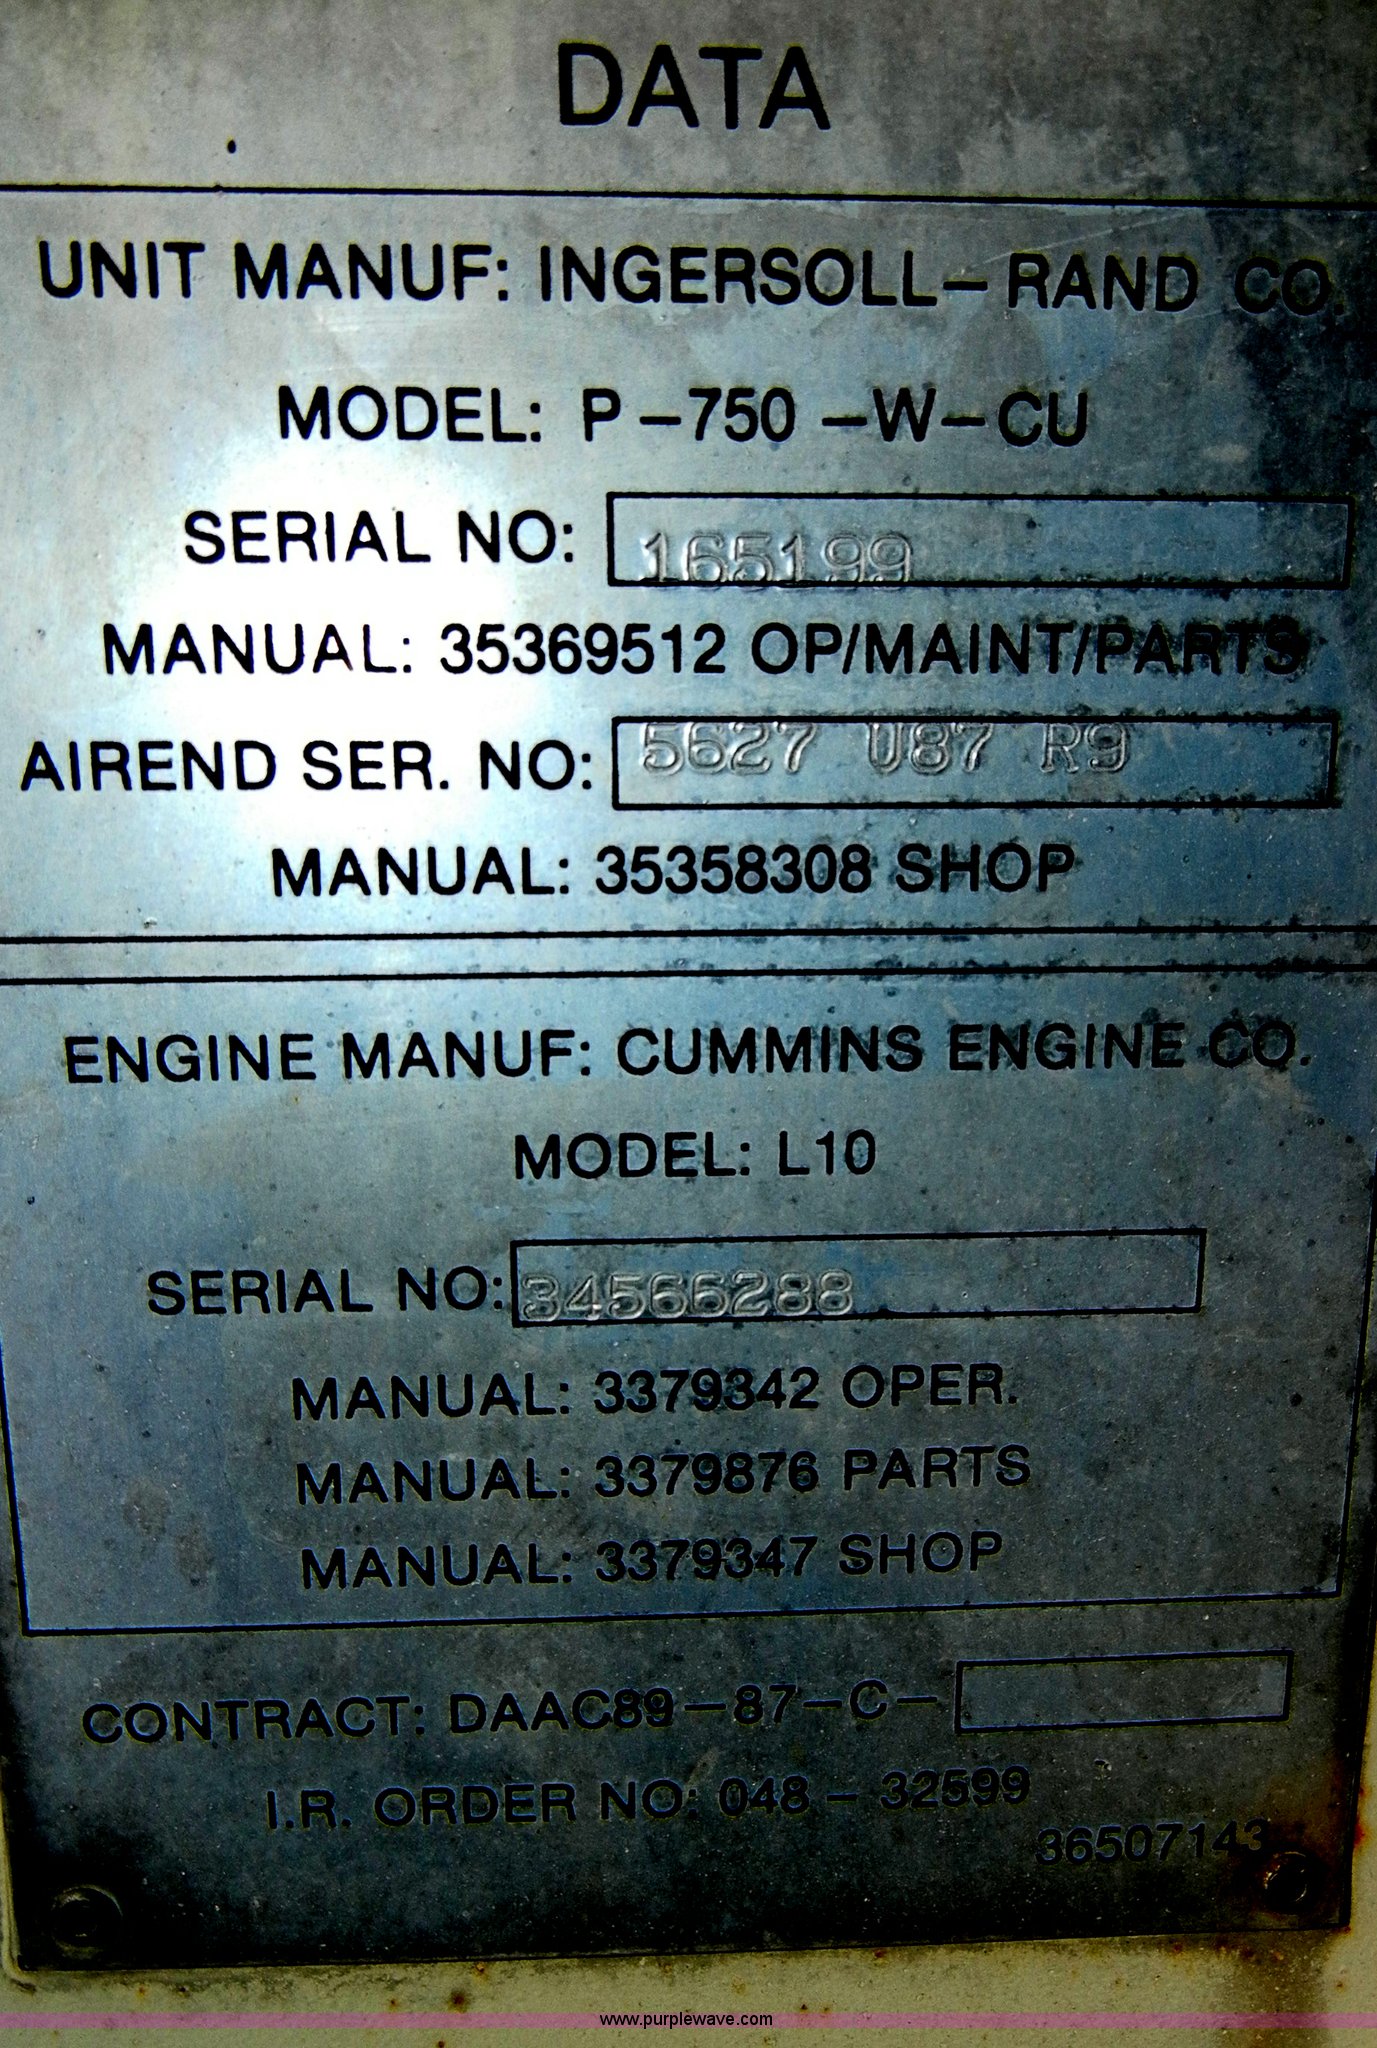 DATA
UNIT MANUF: INGERSOLL-RAND CO.
MODEL: P-750-W-CU
SERIAL NO: 165199
MANUAL: 35369512 OP/MAINT/PARTS
AIREND SER. NO: 5627 U87 R9
MANUAL: 35358308 SHOP
ENGINE MANUF: CUMMINS ENGINE CO.
MODEL: L10
SERIAL NO: 34566288
MANUAL: 3379342 OPER.
MANUAL: 3379876 PARTS
MANUAL: 3379347 SHOP
CONTRACT: DAAC89-87-C-
I.R. ORDER NO: 048-32599
36507143
www.purplewave.com